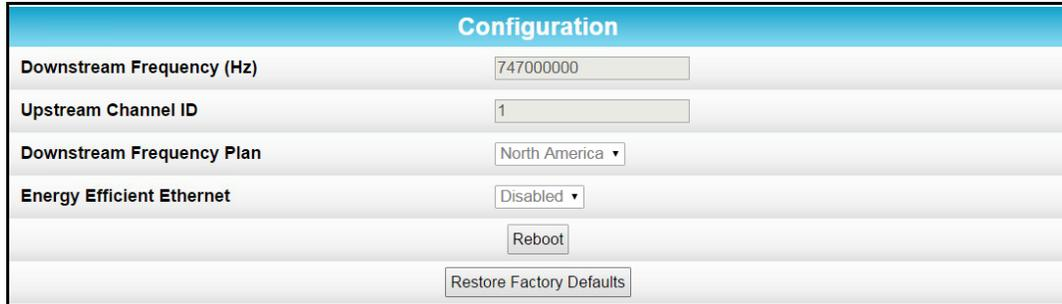 Configuration
Downstream Frequency (Hz) 747000000
Upstream Channel ID 1
Downstream Frequency Plan North America
Energy Efficient Ethernet Disabled
Reboot
Restore Factory Defaults